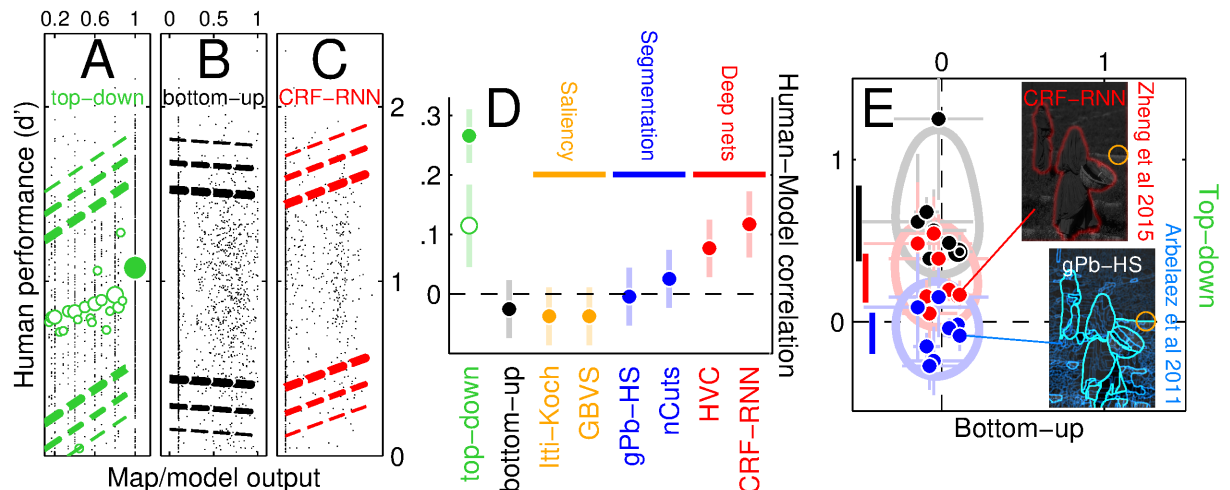 0.2 0.6 1
0 0.5 1
A
B
C
top-down
bottom-up
CRF-RNN
Human performance (d')
2
1
0
Map/model output
D
.3
.2
.1
0
Saliency
Segmentation
Deep nets
Human-Model correlation
top-down
bottom-up
Itti-Koch
GBVS
gPb-HS
nCuts
HVC
CRF-RNN
E
0 1
1
0
CRF-RNN
Zheng et al 2015
gPb-HS
Arbelaez et al 2011
Top-down
Bottom-up